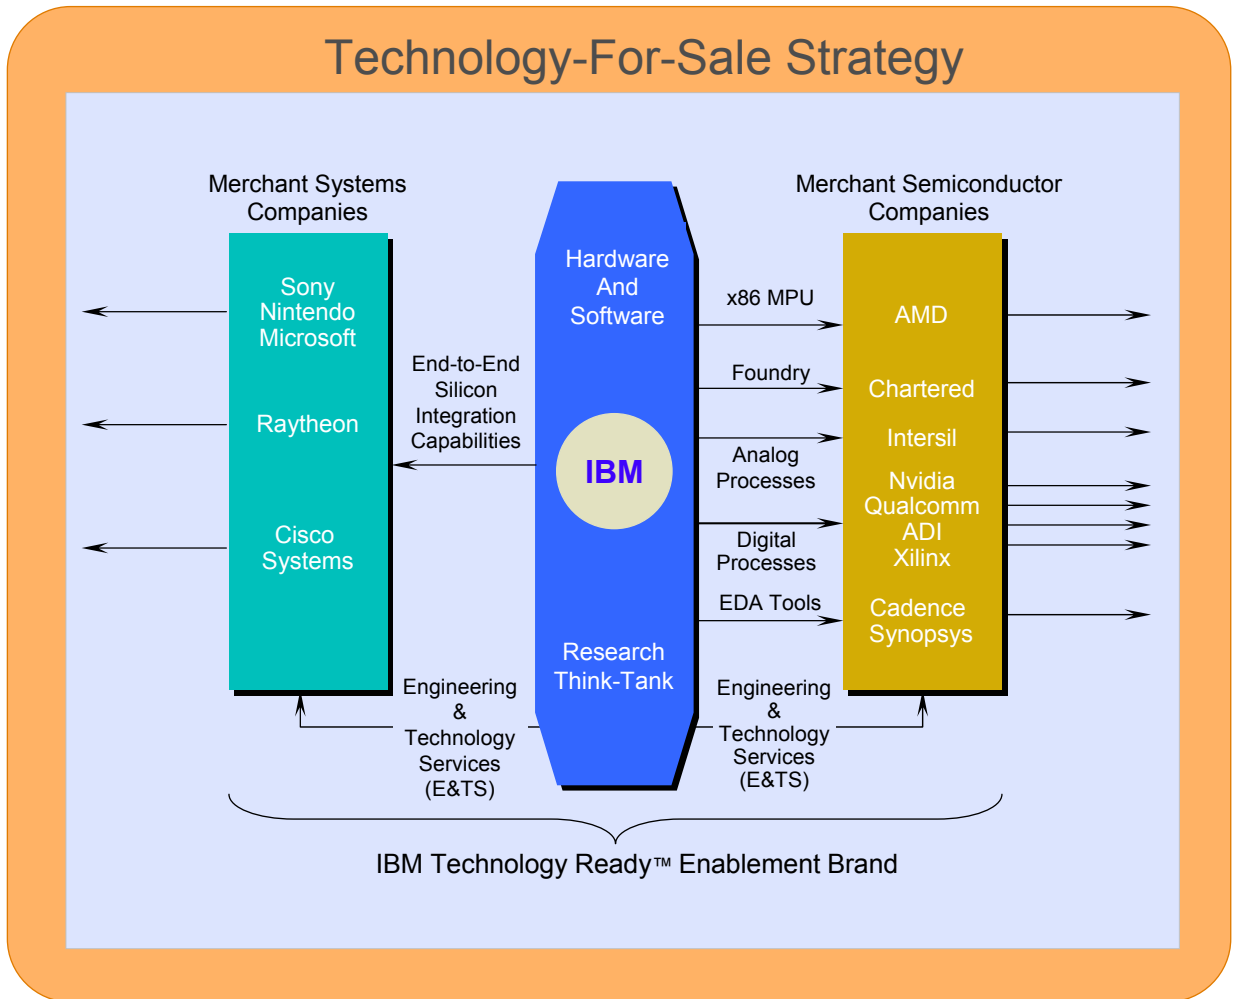 Technology-For-Sale Strategy
Merchant Systems
Companies
Sony
Nintendo
Microsoft
Raytheon
Cisco
Systems
End-to-End
Silicon
Integration
Capabilities
Hardware
And
Software
IBM
Research
Think-Tank
x86 MPU
Foundry
Analog
Processes
Digital
Processes
EDA Tools
Merchant Semiconductor
Companies
AMD
Chartered
Intersil
Nvidia
Qualcomm
ADI
Xilinx
Cadence
Synopsys
Engineering
&
Technology
Services
(E&TS)
Engineering
&
Technology
Services
(E&TS)
IBM Technology Ready™ Enablement Brand